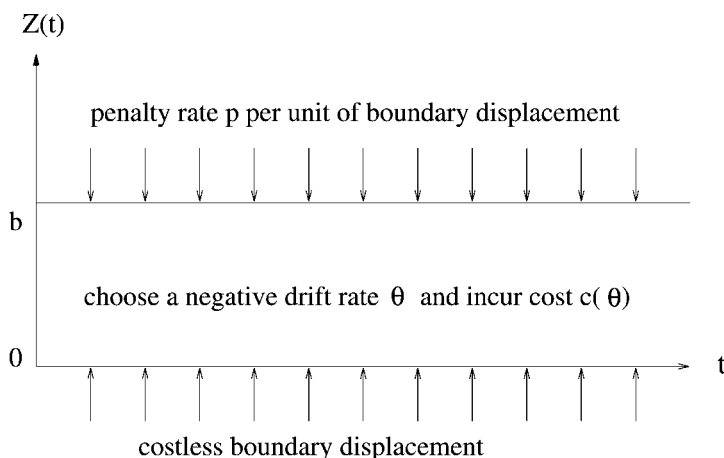 Z(t)
penalty rate p per unit of boundary displacement
b
choose a negative drift rate θ and incur cost c( θ)
0
t
costless boundary displacement